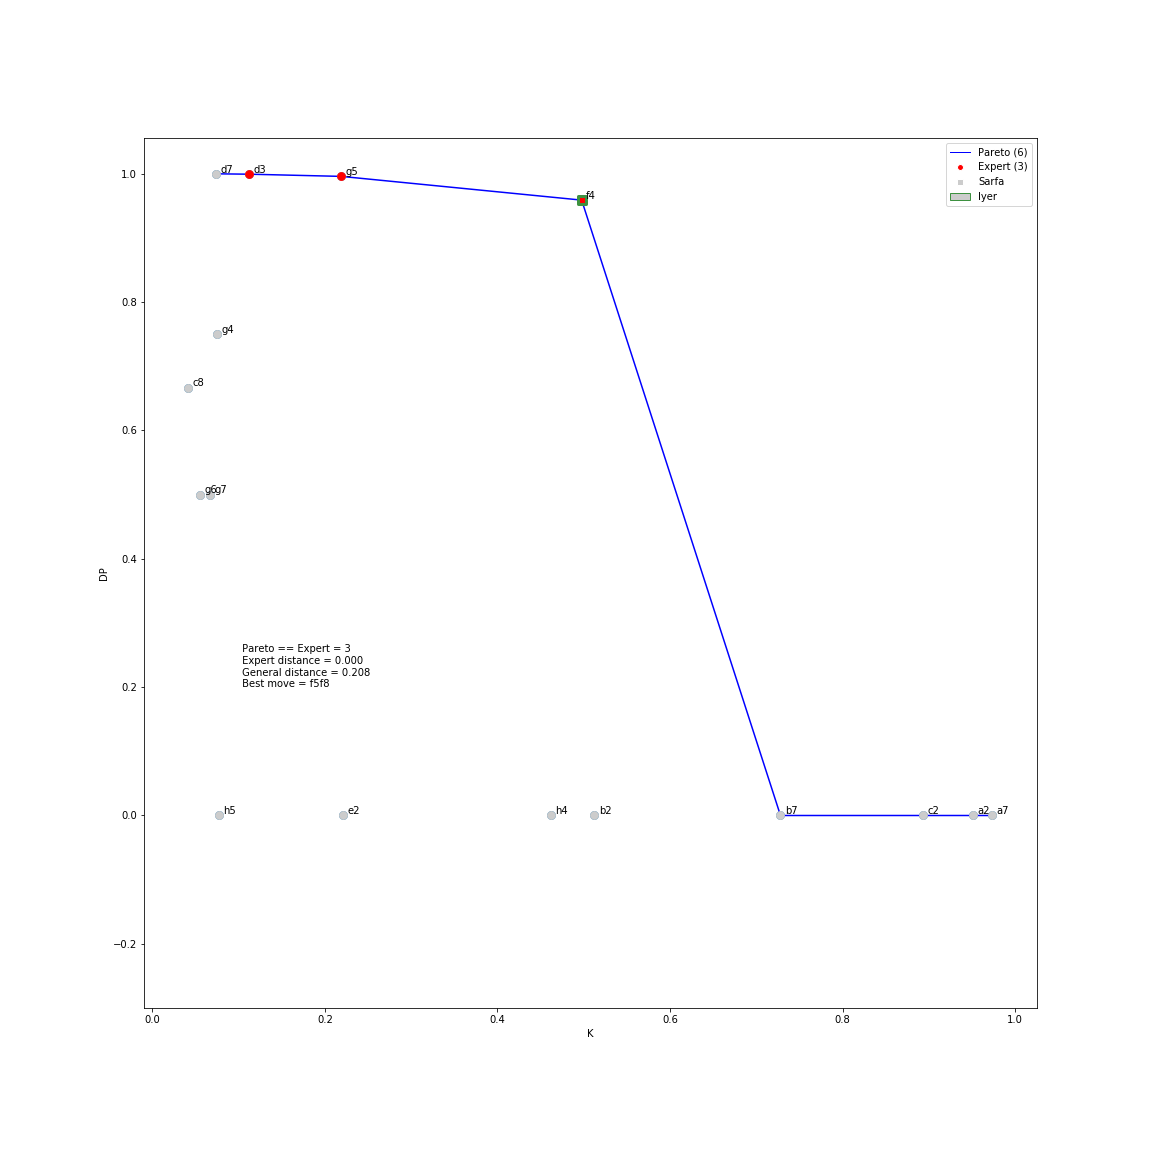 1.0
0.8
0.6
0.4
0.2
0.0
−0.2
DP
d7
d3
g5
f4
g4
c8
g6
g7
h5
e2
h4
b2
b7
c2
a2
a7
Pareto (6)
Expert (3)
Sarfa
Iyer
Pareto == Expert = 3
Expert distance = 0.000
General distance = 0.208
Best move = f5f8
0.0
0.2
0.4
0.6
0.8
1.0
K